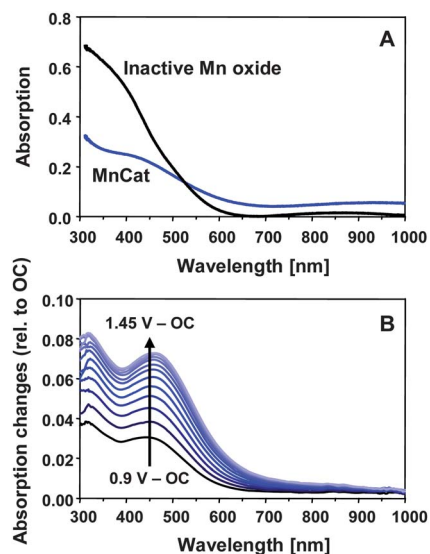 A
Absorption
0.8
0.6
0.4
0.2
0.0
Inactive Mn oxide
MnCat
300 400 500 600 700 800 900 1000
Wavelength [nm]
B
Absorption changes (rel. to OC)
0.10
0.08
0.06
0.04
0.02
0.00
1.45 V – OC
0.9 V – OC
300 400 500 600 700 800 900 1000
Wavelength [nm]